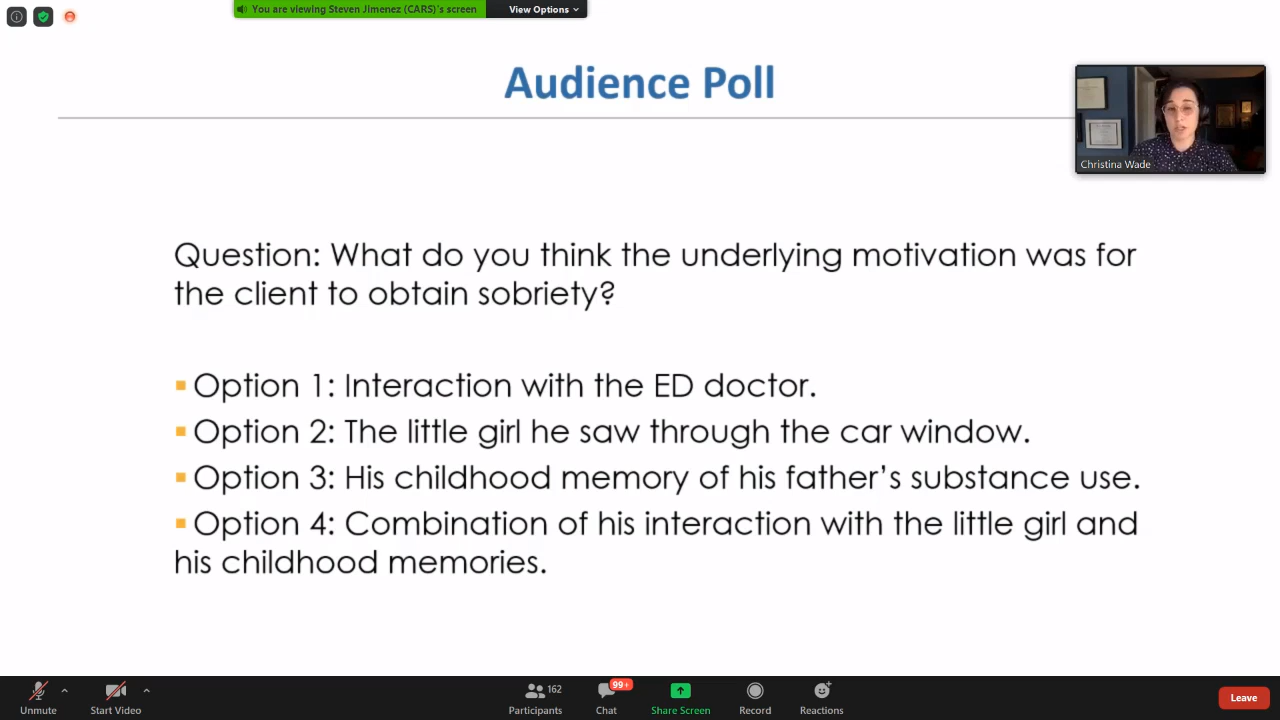 You are viewing Steven Jimenez (CARS)'s screen
View Options
Audience Poll
Christina Wade
Question: What do you think the underlying motivation was for
the client to obtain sobriety?
Option 1: Interaction with the ED doctor.
Option 2: The little girl he saw through the car window.
Option 3: His childhood memory of his father’s substance use.
Option 4: Combination of his interaction with the little girl and
his childhood memories.
Unmute
Start Video
162
Participants
99+
Chat
Share Screen
Record
Reactions
Leave